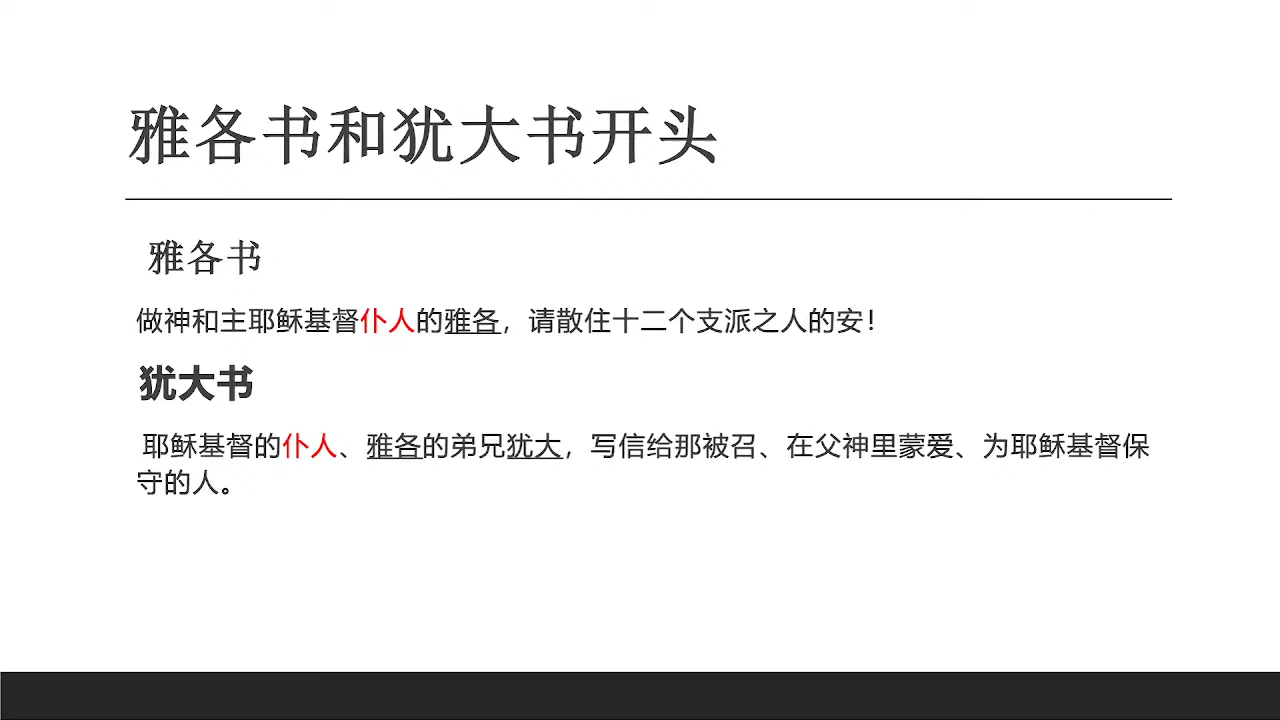 雅各书和犹大书开头
雅各书
做神和主耶稣基督仆人的雅各，请散住十二个支派之人的安！
犹大书
耶稣基督的仆人、雅各的弟兄犹大，写信给那被召、在父神里蒙爱、为耶稣基督保
守的人。